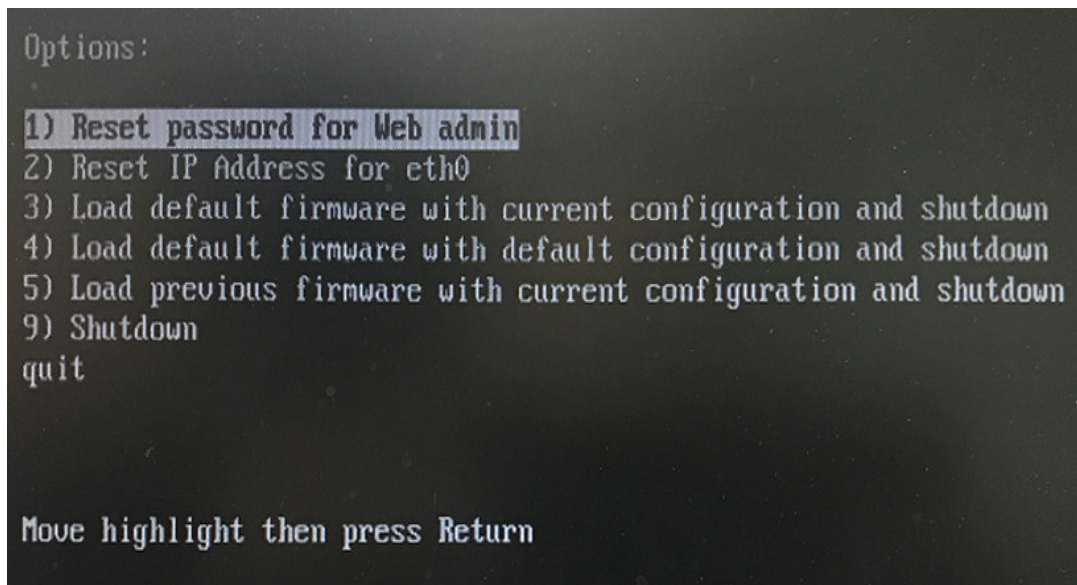 Options:
1) Reset password for Web admin
2) Reset IP Address for eth0
3) Load default firmware with current configuration and shutdown
4) Load default firmware with default configuration and shutdown
5) Load previous firmware with current configuration and shutdown
9) Shutdown
quit
Move highlight then press Return